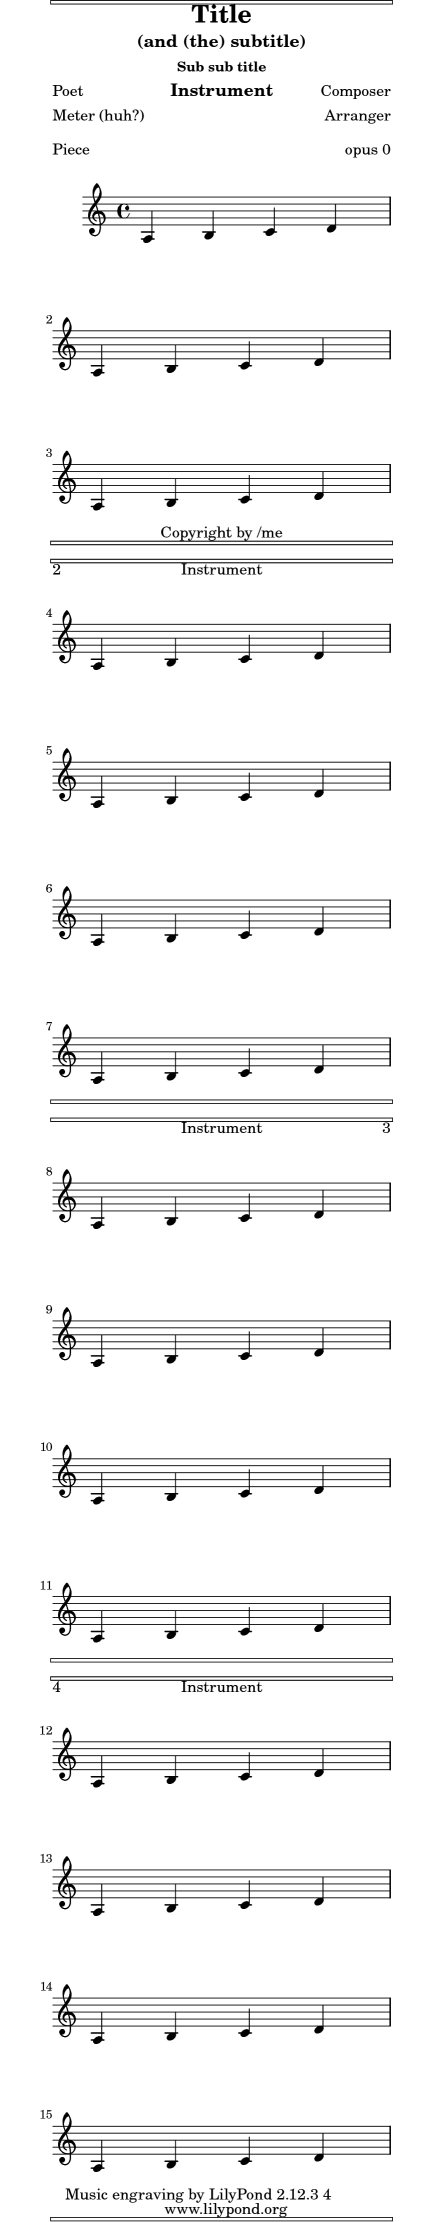 Title
(and (the) subtitle)
Sub sub title
Poet Instrument Composer
Meter (huh?) Arranger
Piece opus 0
2
3
Copyright by /me
2 Instrument
4
5
6
7
Instrument 3
8
9
10
11
4 Instrument
12
13
14
15
Music engraving by LilyPond 2.12.3 4
www.lilypond.org